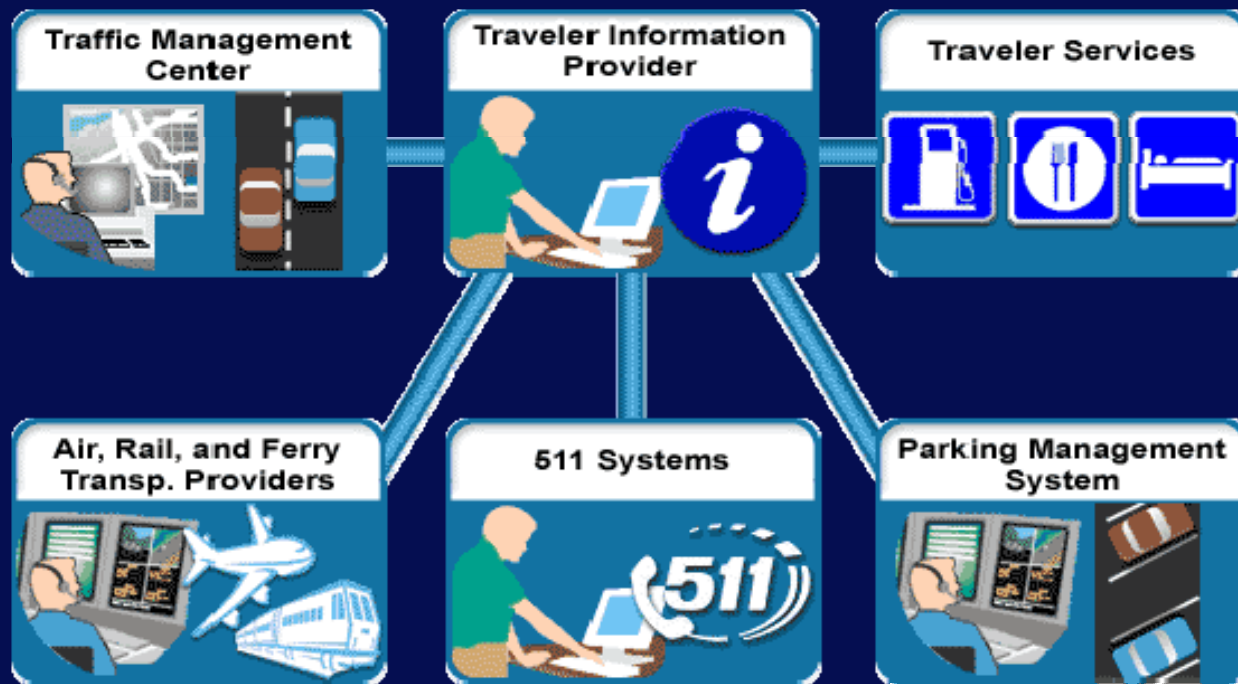 Traffic Management
Center
Traveler Information
Provider
Traveler Services
i
Air, Rail, and Ferry
Transp. Providers
511 Systems
511
Parking Management
System